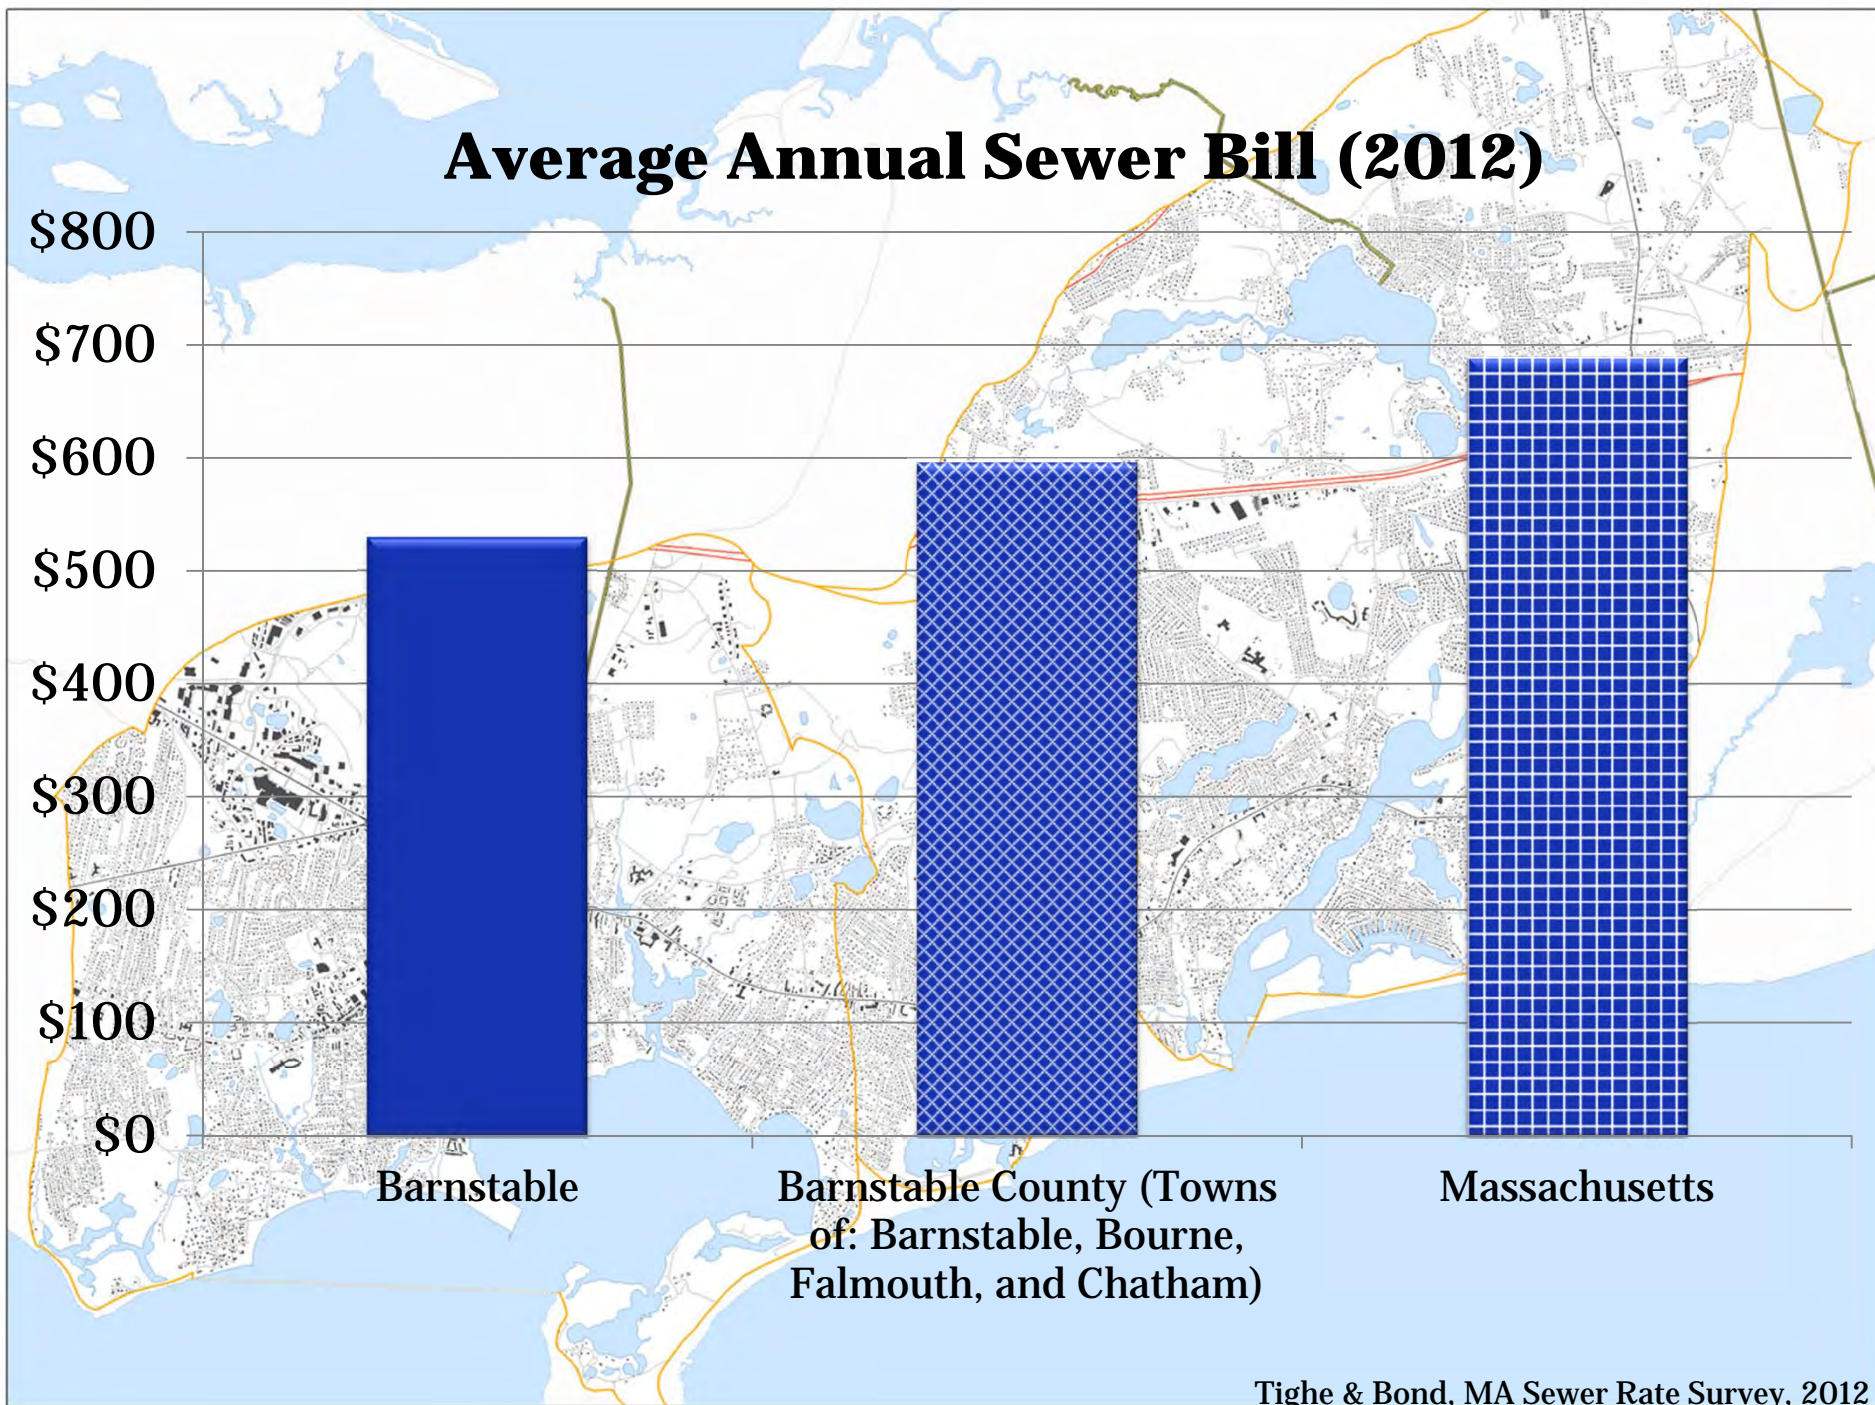 Average Annual Sewer Bill (2012)
$800
$700
$600
$500
$400
$300
$200
$100
$0
Barnstable
Barnstable County (Towns
of: Barnstable, Bourne,
Falmouth, and Chatham)
Massachusetts
Tighe & Bond, MA Sewer Rate Survey, 2012